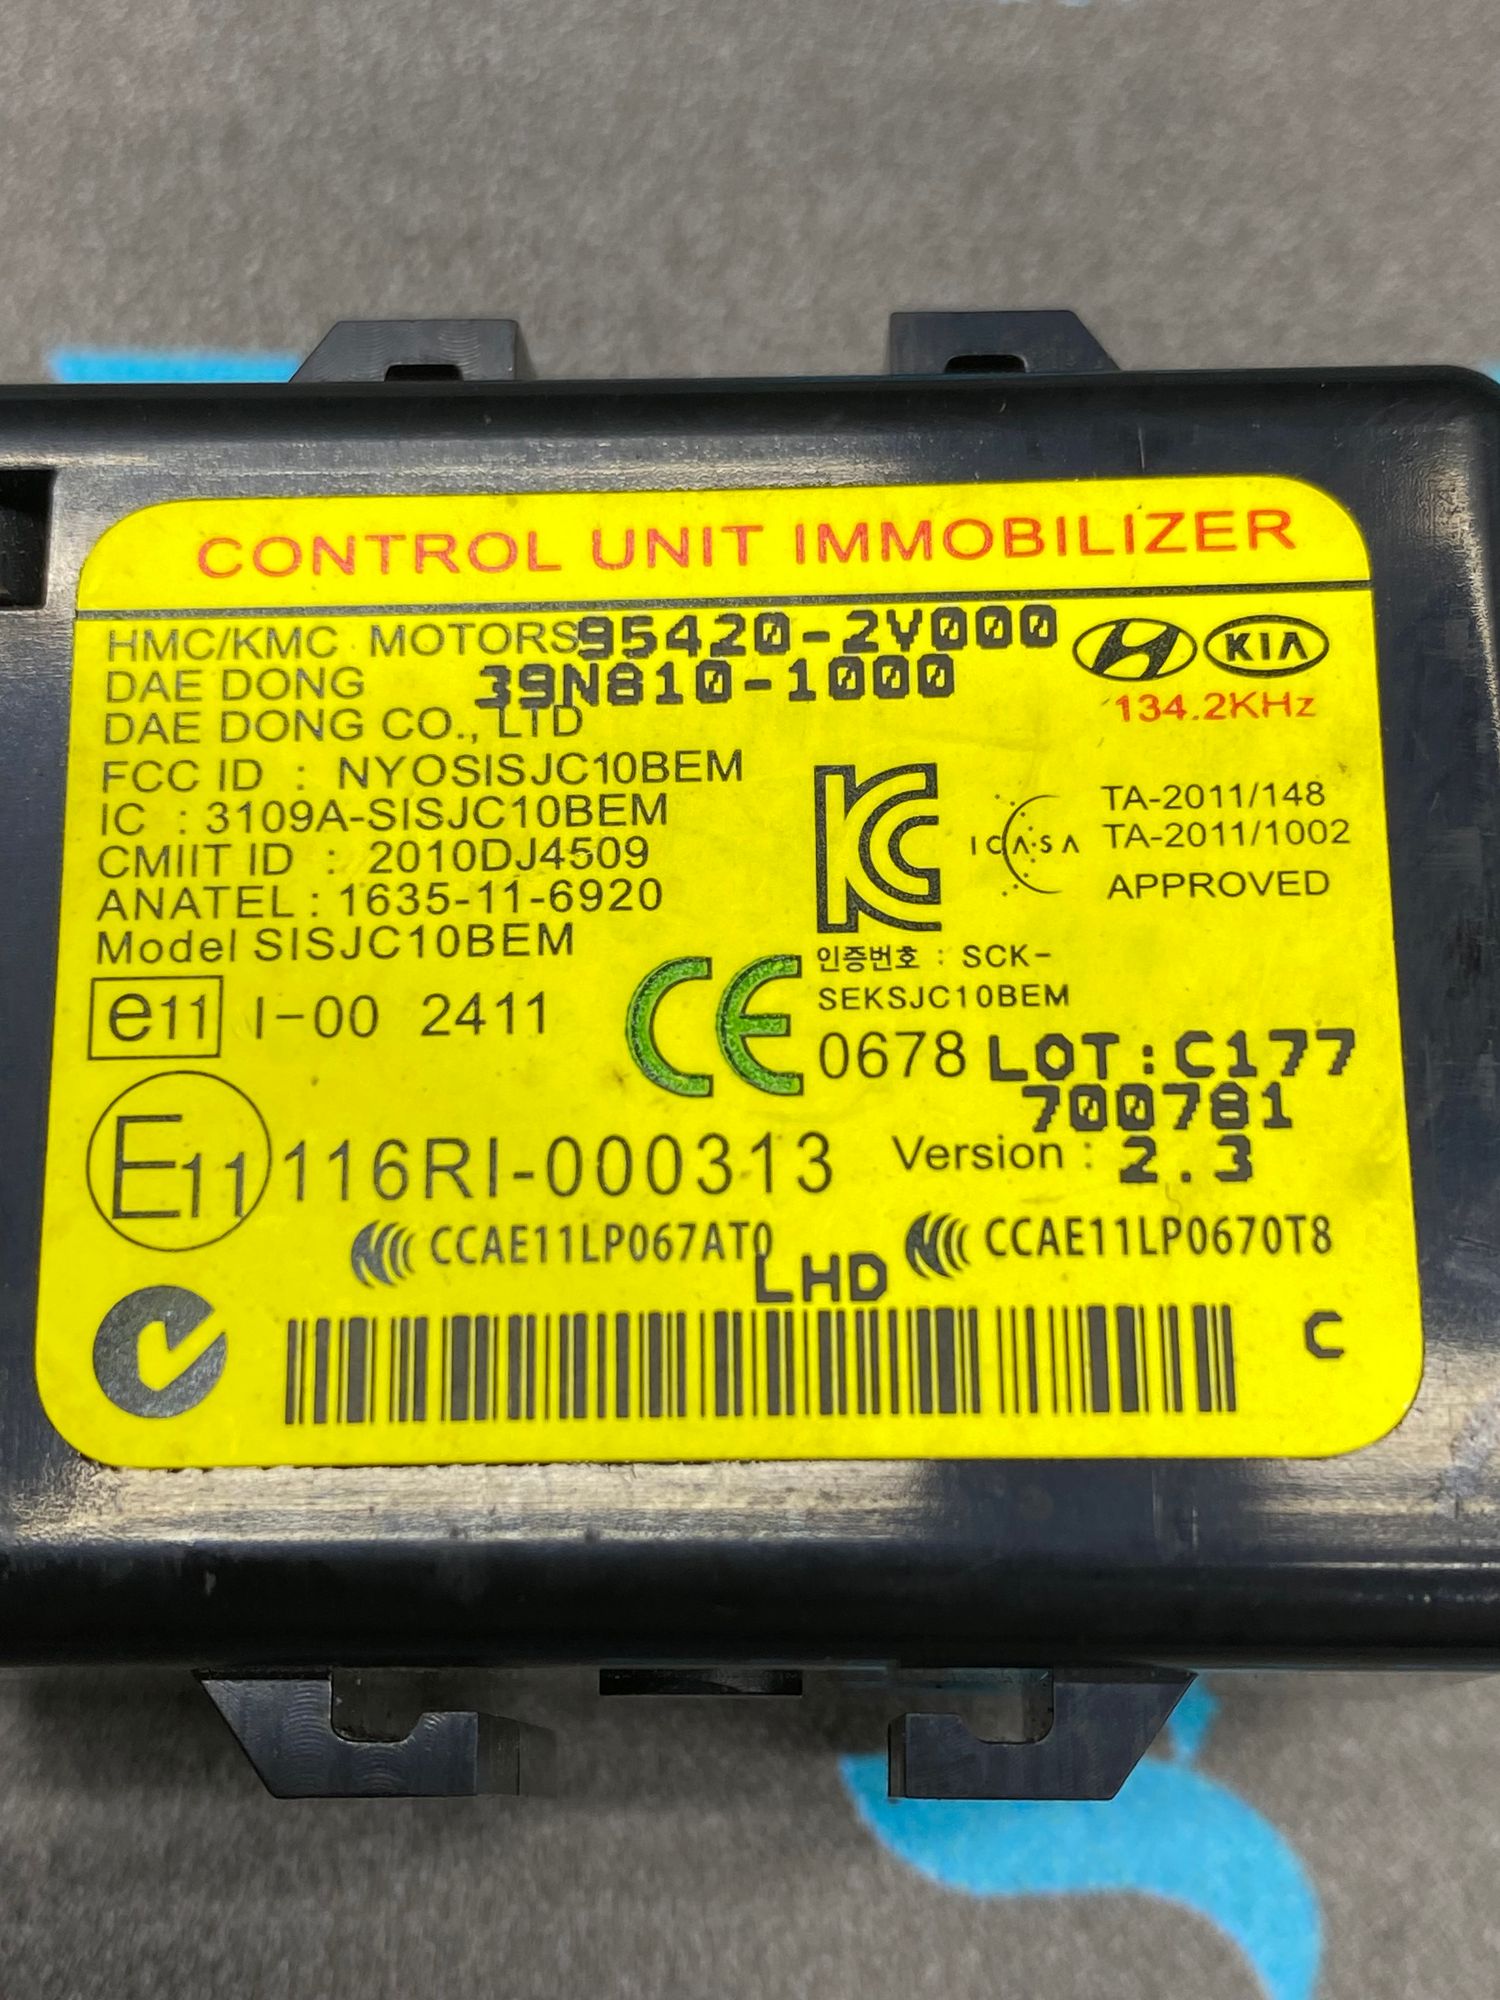 CONTROL UNIT IMMOBILIZER
HMC/KMC MOTORS 95420-2V000
KIA
DAE DONG 39N810-1000
134.2KHz
DAE DONG CO., LTD
FCC ID : NYOSISJC10BEM
IC : 3109A-SISJC10BEM
CMIIT ID : 2010DJ4509
ANATEL : 1635-11-6920
Model SISJC10BEM
ICASA
TA-2011/148
TA-2011/1002
APPROVED
인증번호 : SCK-
SEKSJC10BEM
e11 I-00 2411
CE 0678 LOT:C177
700781
Version : 2.3
E11 116RI-000313
CCAE11LP067AT0
CCAE11LP0670T8
LHD
C